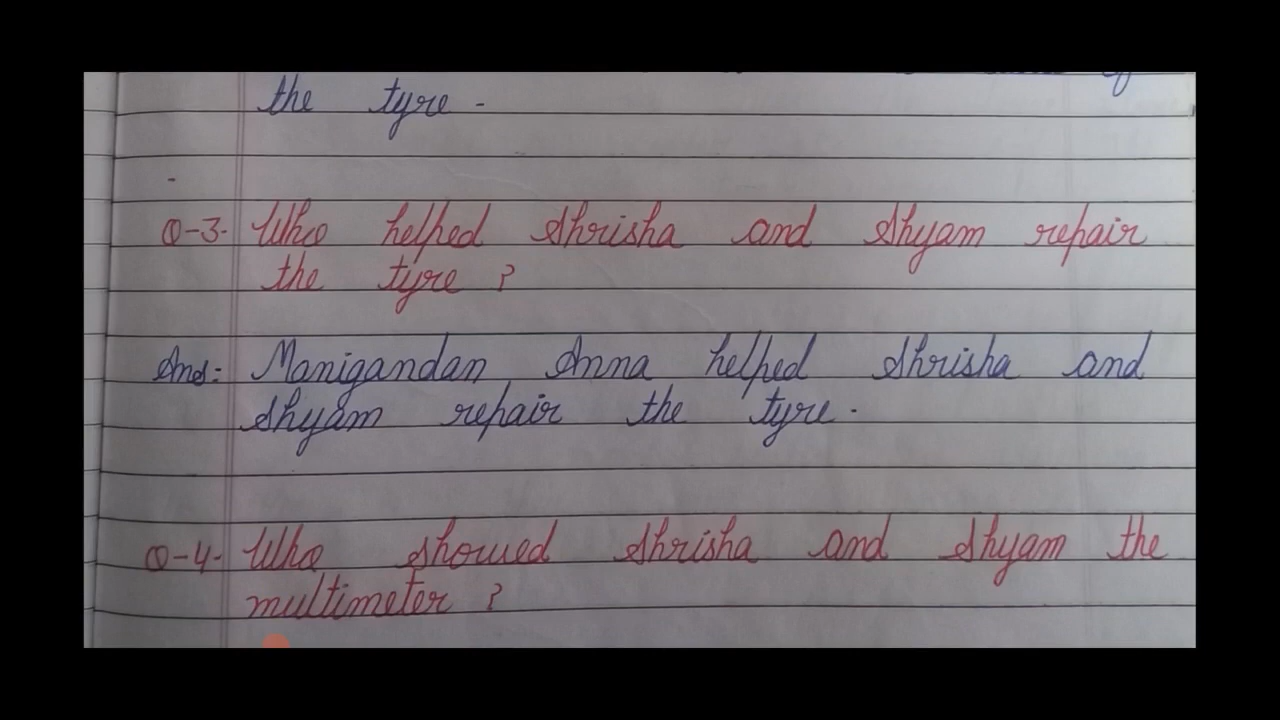 the tyre.
Q-3. Who helped Shrisha and Shyam repair
the tyre ?
Ans: Manigandan Anna helped Shrisha and
Shyam repair the tyre.
Q-4. Who showed Shrisha and Shyam the
multimeter ?